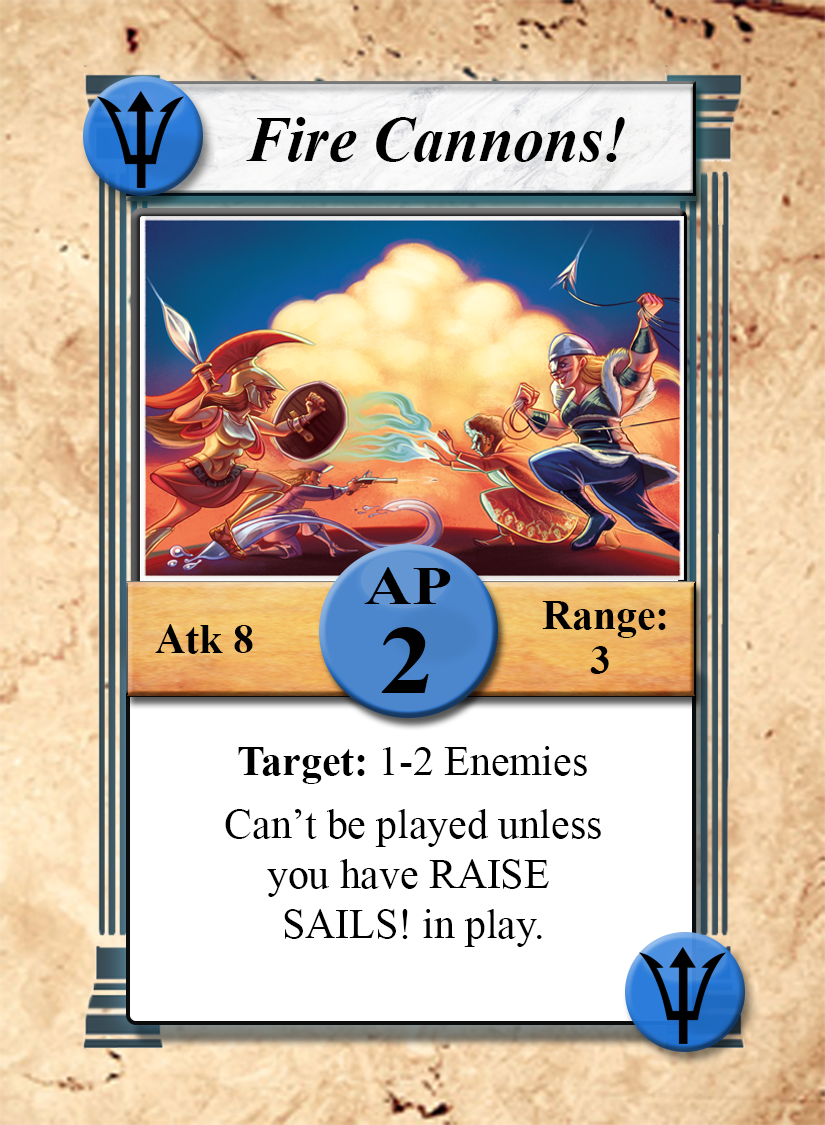 Fire Cannons!
Atk 8
AP
2
Range:
3
Target: 1-2 Enemies
Can’t be played unless
you have RAISE
SAILS! in play.